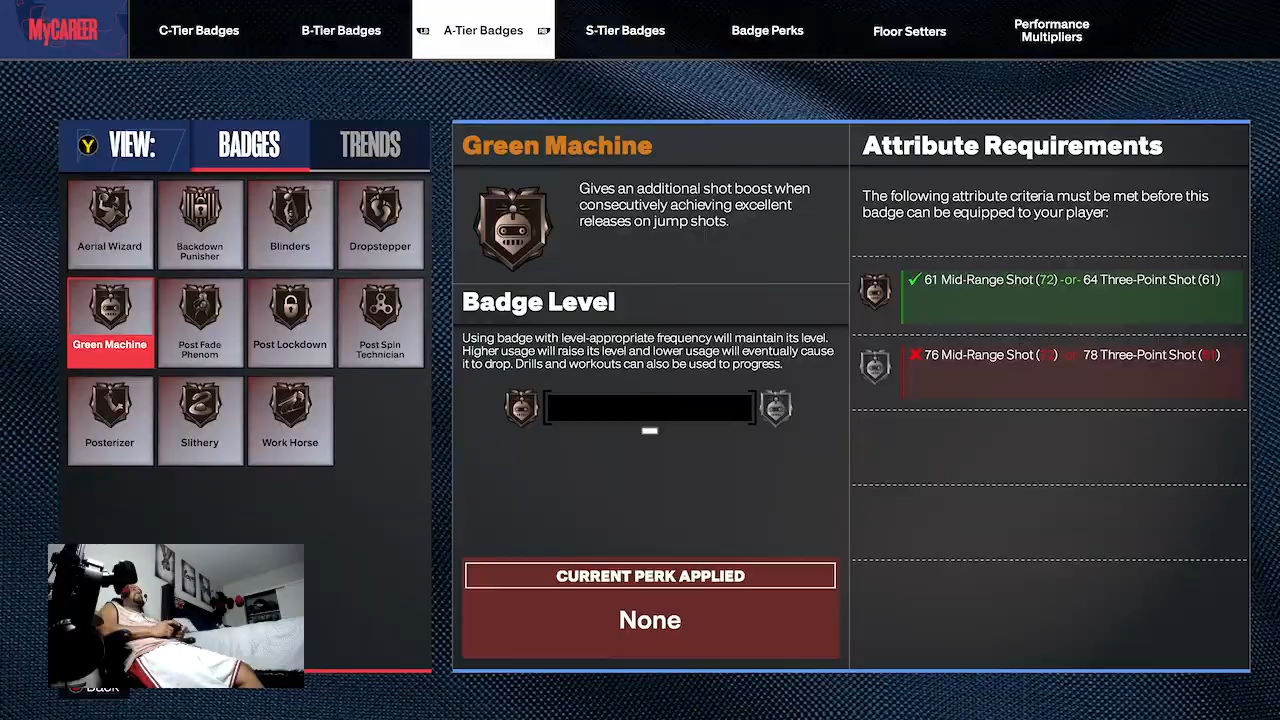 MyCAREER
C-Tier Badges
B-Tier Badges
LB
A-Tier Badges
RB
S-Tier Badges
Badge Perks
Floor Setters
Performance
Multipliers
Y
VIEW:
BADGES
TRENDS
Aerial Wizard
Backdown
Punisher
Blinders
Dropstepper
Green Machine
Post Fade
Phenom
Post Lockdown
Post Spin
Technician
Posterizer
Slithery
Work Horse
Back
Green Machine
Gives an additional shot boost when
consecutively achieving excellent
releases on jump shots.
Badge Level
Using badge with level-appropriate frequency will maintain its level.
Higher usage will raise its level and lower usage will eventually cause
it to drop. Drills and workouts can also be used to progress.
CURRENT PERK APPLIED
None
Attribute Requirements
The following attribute criteria must be met before this
badge can be equipped to your player:
61 Mid-Range Shot (72) -or- 64 Three-Point Shot (61)
76 Mid-Range Shot (72) -or- 78 Three-Point Shot (61)